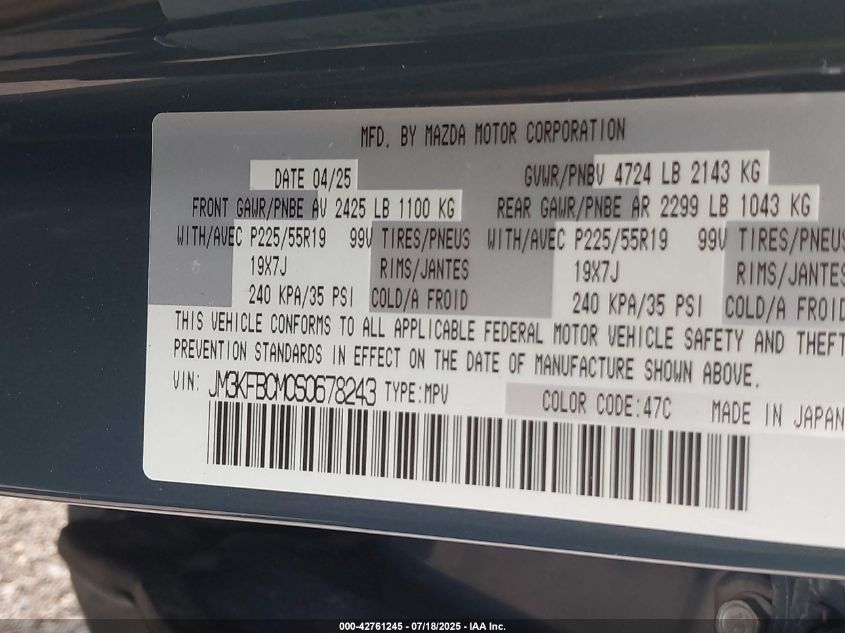 MFD. BY MAZDA MOTOR CORPORATION
DATE 04/25 GVWR/PNBV 4724 LB 2143 KG
FRONT GAWR/PNBE AV 2425 LB 1100 KG REAR GAWR/PNBE AR 2299 LB 1043 KG
WITH/AVEC P225/55R19 99V TIRES/PNEUS WITH/AVEC P225/55R19 99V TIRES/PNEUS
19X7J RIMS/JANTES 19X7J RIMS/JANTES
240 KPA/35 PSI COLD/A FROID 240 KPA/35 PSI COLD/A FROID
THIS VEHICLE CONFORMS TO ALL APPLICABLE FEDERAL MOTOR VEHICLE SAFETY AND THEFT
PREVENTION STANDARDS IN EFFECT ON THE DATE OF MANUFACTURE SHOWN ABOVE.
VIN: JM3KFBCM0S0678243 TYPE:MPV COLOR CODE:47C MADE IN JAPAN
000-42761245 - 07/18/2025 - IAA Inc.